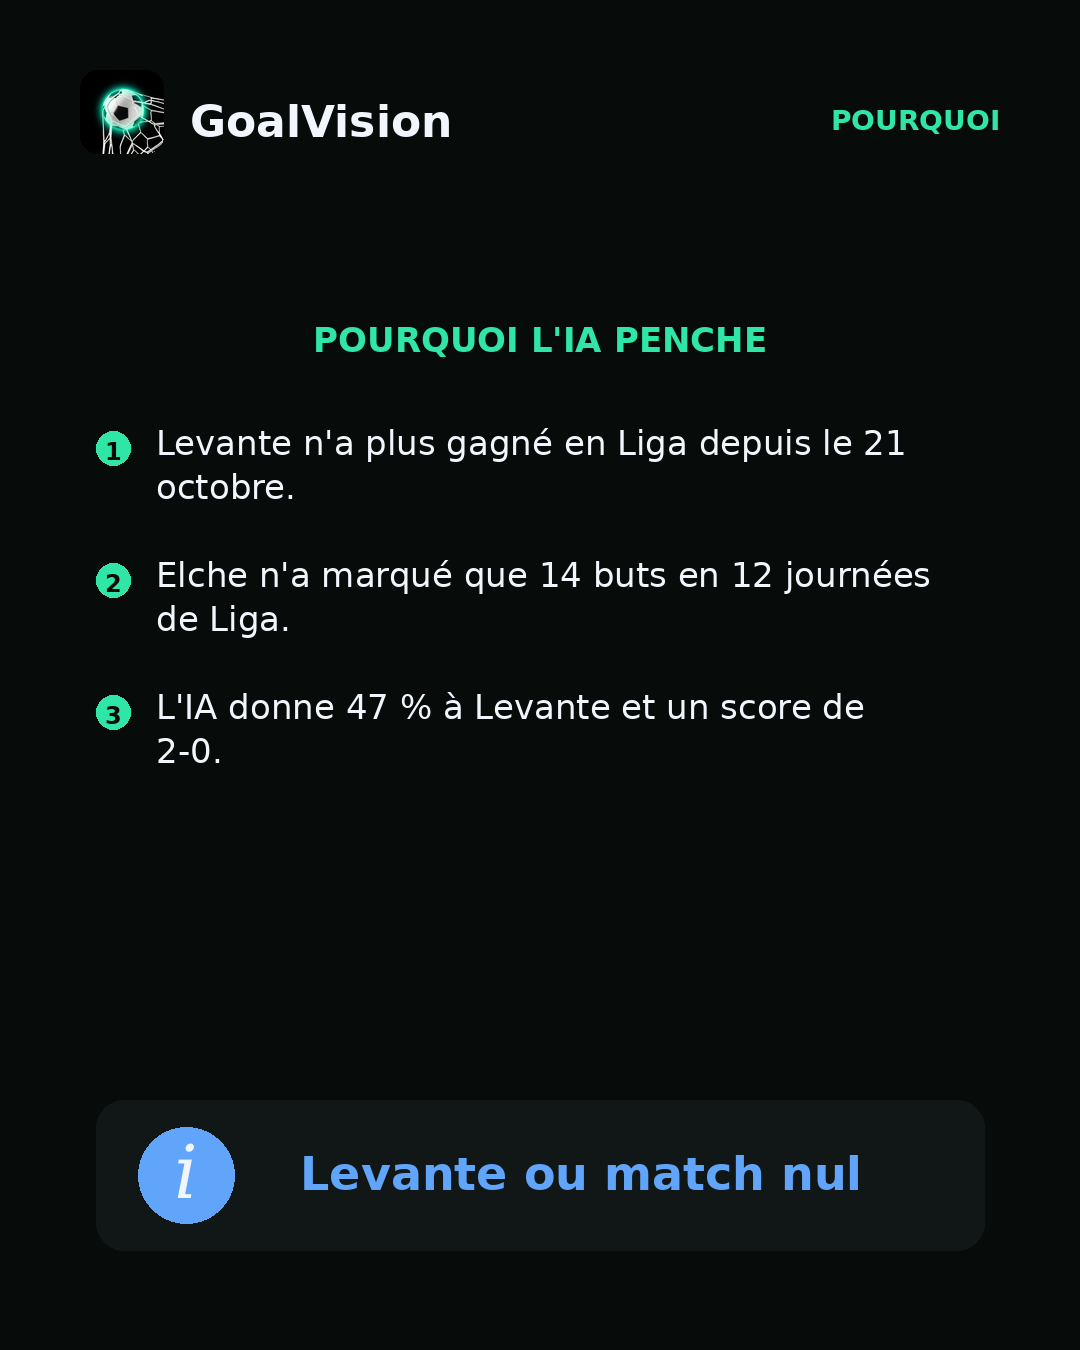 GoalVision
POURQUOI
POURQUOI L'IA PENCHE
1 Levante n'a plus gagné en Liga depuis le 21
octobre.
2 Elche n'a marqué que 14 buts en 12 journées
de Liga.
3 L'IA donne 47 % à Levante et un score de
2-0.
i Levante ou match nul